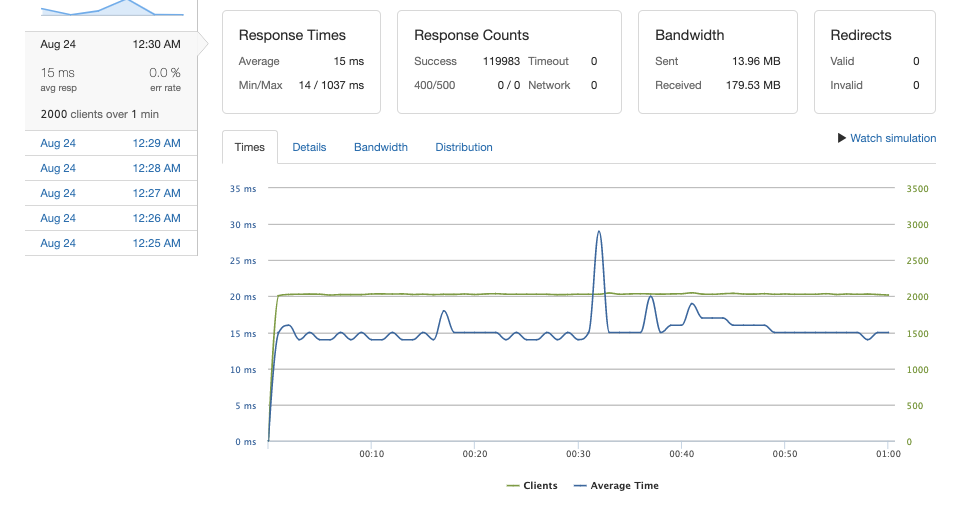 Aug 24 12:30 AM
15 ms 0.0 %
avg resp err rate
2000 clients over 1 min
Aug 24 12:29 AM
Aug 24 12:28 AM
Aug 24 12:27 AM
Aug 24 12:26 AM
Aug 24 12:25 AM
Response Times
Average 15 ms
Min/Max 14 / 1037 ms
Response Counts
Success 119983 Timeout 0
400/500 0 / 0 Network 0
Bandwidth
Sent 13.96 MB
Received 179.53 MB
Redirects
Valid 0
Invalid 0
Times Details Bandwidth Distribution
Watch simulation
35 ms 3500
30 ms 3000
25 ms 2500
20 ms 2000
15 ms 1500
10 ms 1000
5 ms 500
0 ms 0
00:10 00:20 00:30 00:40 00:50 01:00
Clients Average Time